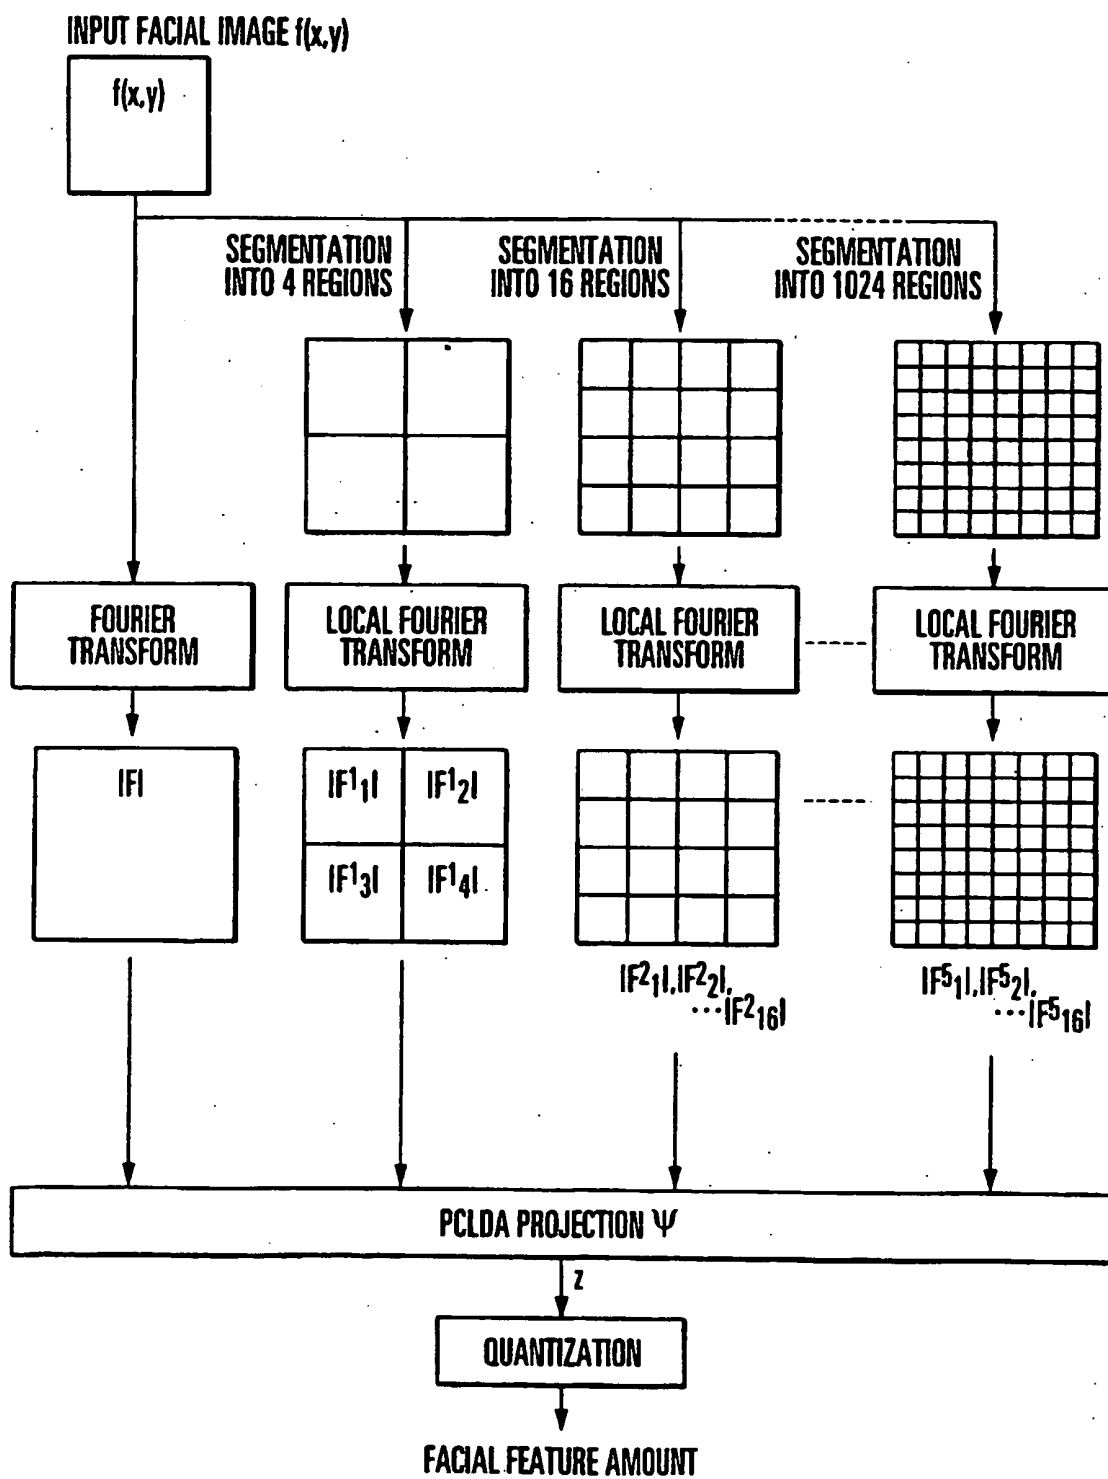 INPUT FACIAL IMAGE f(x,y)
f(x,y)
SEGMENTATION
INTO 4 REGIONS
SEGMENTATION
INTO 16 REGIONS
SEGMENTATION
INTO 1024 REGIONS
FOURIER
TRANSFORM
LOCAL FOURIER
TRANSFORM
LOCAL FOURIER
TRANSFORM
LOCAL FOURIER
TRANSFORM
|F|
|F¹₁| |F¹₂|
|F¹₃| |F¹₄|
|F²₁|,|F²₂|,
···|F²₁₆|
|F⁵₁|,|F⁵₂|,
···|F⁵₁₆|
PCLDA PROJECTION Ψ
z
QUANTIZATION
FACIAL FEATURE AMOUNT